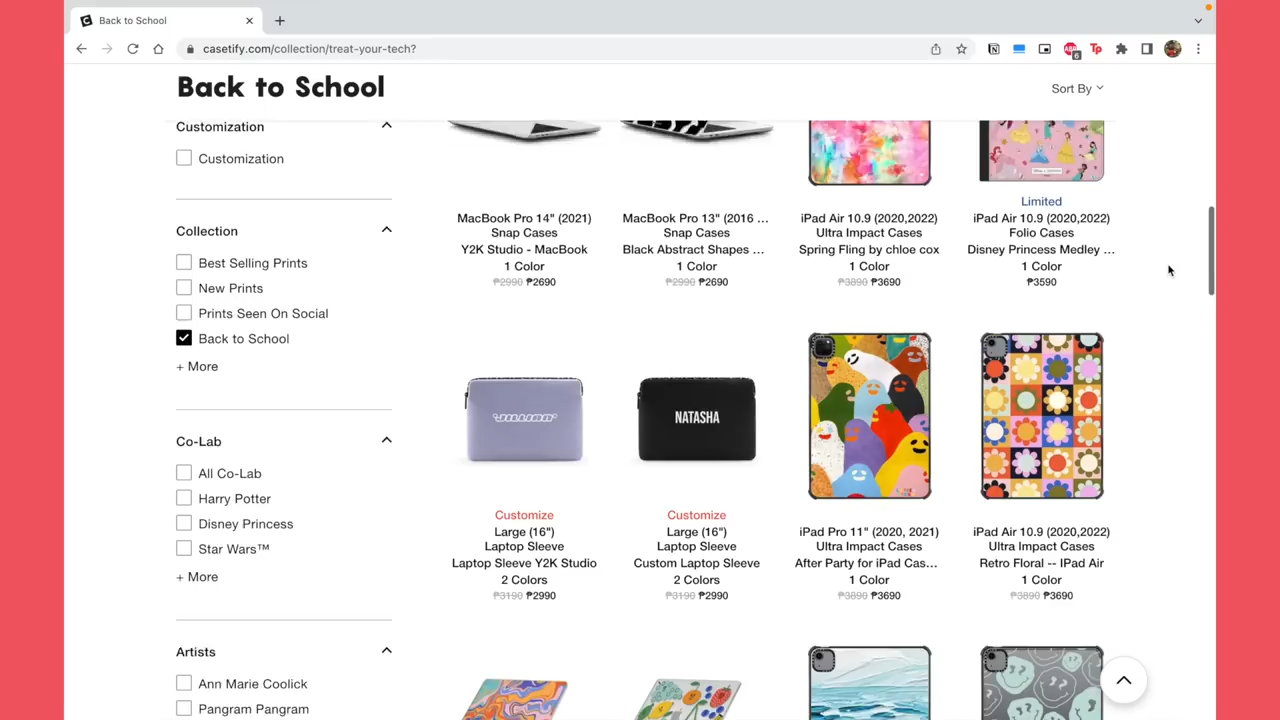 Back to School
casetify.com/collection/treat-your-tech?
6
Tp
Back to School
Sort By
Customization
Customization
Collection
Best Selling Prints
New Prints
Prints Seen On Social
Back to School
+ More
Co-Lab
All Co-Lab
Harry Potter
Disney Princess
Star Wars™
+ More
Artists
Ann Marie Coolick
Pangram Pangram
MacBook Pro 14" (2021)
Snap Cases
Y2K Studio - MacBook
1 Color
₱2990 ₱2690
MacBook Pro 13" (2016 ...
Snap Cases
Black Abstract Shapes ...
1 Color
₱2990 ₱2690
iPad Air 10.9 (2020,2022)
Ultra Impact Cases
Spring Fling by chloe cox
1 Color
₱3890 ₱3690
Limited
iPad Air 10.9 (2020,2022)
Folio Cases
Disney Princess Medley ...
1 Color
₱3590
JILLIAN
Customize
Large (16")
Laptop Sleeve
Laptop Sleeve Y2K Studio
2 Colors
₱3190 ₱2990
NATASHA
Customize
Large (16")
Laptop Sleeve
Custom Laptop Sleeve
2 Colors
₱3190 ₱2990
iPad Pro 11" (2020, 2021)
Ultra Impact Cases
After Party for iPad Cas...
1 Color
₱3890 ₱3690
iPad Air 10.9 (2020,2022)
Ultra Impact Cases
Retro Floral -- IPad Air
1 Color
₱3890 ₱3690